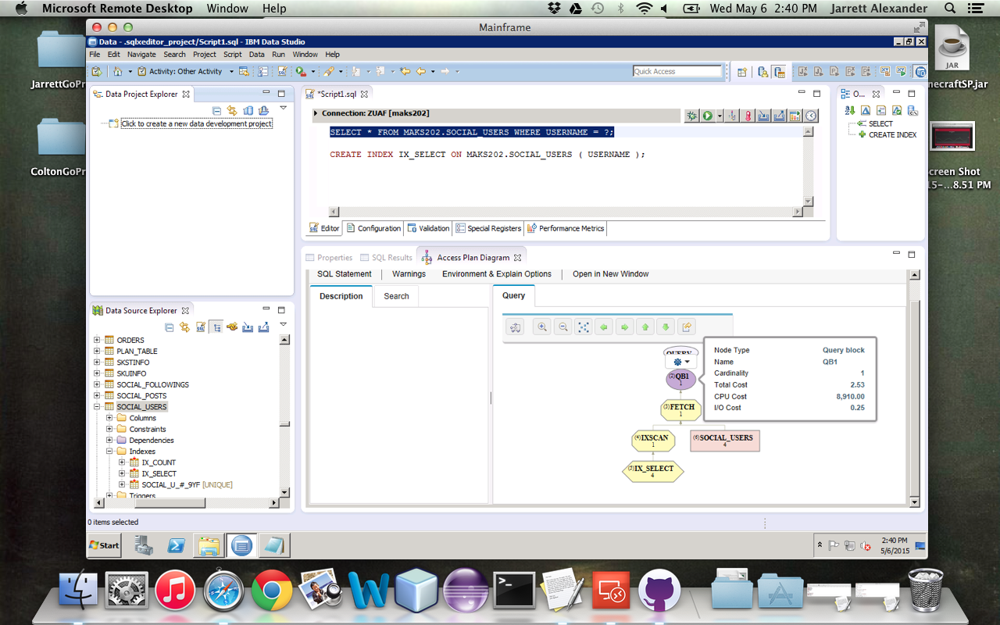 Microsoft Remote Desktop Window Help Wed May 6 2:40 PM Jarrett Alexander
Mainframe
Data - .sqlxeditor_project/Script1.sql - IBM Data Studio
File Edit Navigate Search Project Script Data Run Window Help
Activity: Other Activity
Quick Access
JarrettGoPr
ColtonGoPr
JAR
necraftSP.jar
creen Shot
15-...8.51 PM
Data Project Explorer
Click to create a new data development project
*Script1.sql
Connection: ZUAF [maks202]
SELECT * FROM MAKS202.SOCIAL_USERS WHERE USERNAME = ?;
CREATE INDEX IX_SELECT ON MAKS202.SOCIAL_USERS ( USERNAME );
Editor Configuration Validation Special Registers Performance Metrics
O...
SELECT
CREATE INDEX
Properties SQL Results Access Plan Diagram
SQL Statement Warnings Environment & Explain Options Open in New Window
Description Search
Query
QUERY
(2)QB1
1
(3)FETCH
1
(4)IXSCAN
1
(6)SOCIAL_USERS
4
(5)IX_SELECT
4
Node Type Query block
Name QB1
Cardinality 1
Total Cost 2.53
CPU Cost 8,910.00
I/O Cost 0.25
Data Source Explorer
SQL
ORDERS
PLAN_TABLE
SKSTINFO
SKUINFO
SOCIAL_FOLLOWINGS
SOCIAL_POSTS
SOCIAL_USERS
Columns
Constraints
Dependencies
Indexes
IX_COUNT
IX_SELECT
SOCIAL_U_#_9YF [UNIQUE]
Triggers
0 items selected
Start
2:40 PM
5/6/2015